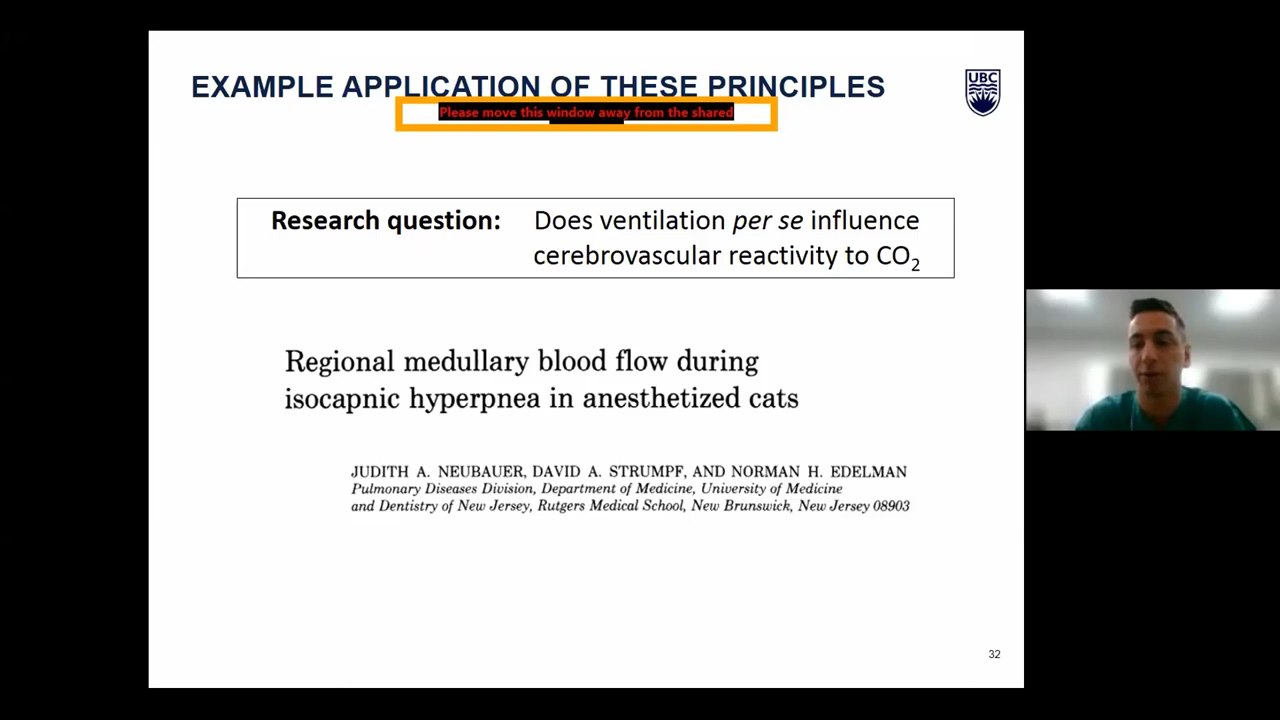 EXAMPLE APPLICATION OF THESE PRINCIPLES
UBC
Please move this window away from the shared
Research question: Does ventilation per se influence
cerebrovascular reactivity to CO₂
Regional medullary blood flow during
isocapnic hyperpnea in anesthetized cats
JUDITH A. NEUBAUER, DAVID A. STRUMPF, AND NORMAN H. EDELMAN
Pulmonary Diseases Division, Department of Medicine, University of Medicine
and Dentistry of New Jersey, Rutgers Medical School, New Brunswick, New Jersey 08903
32